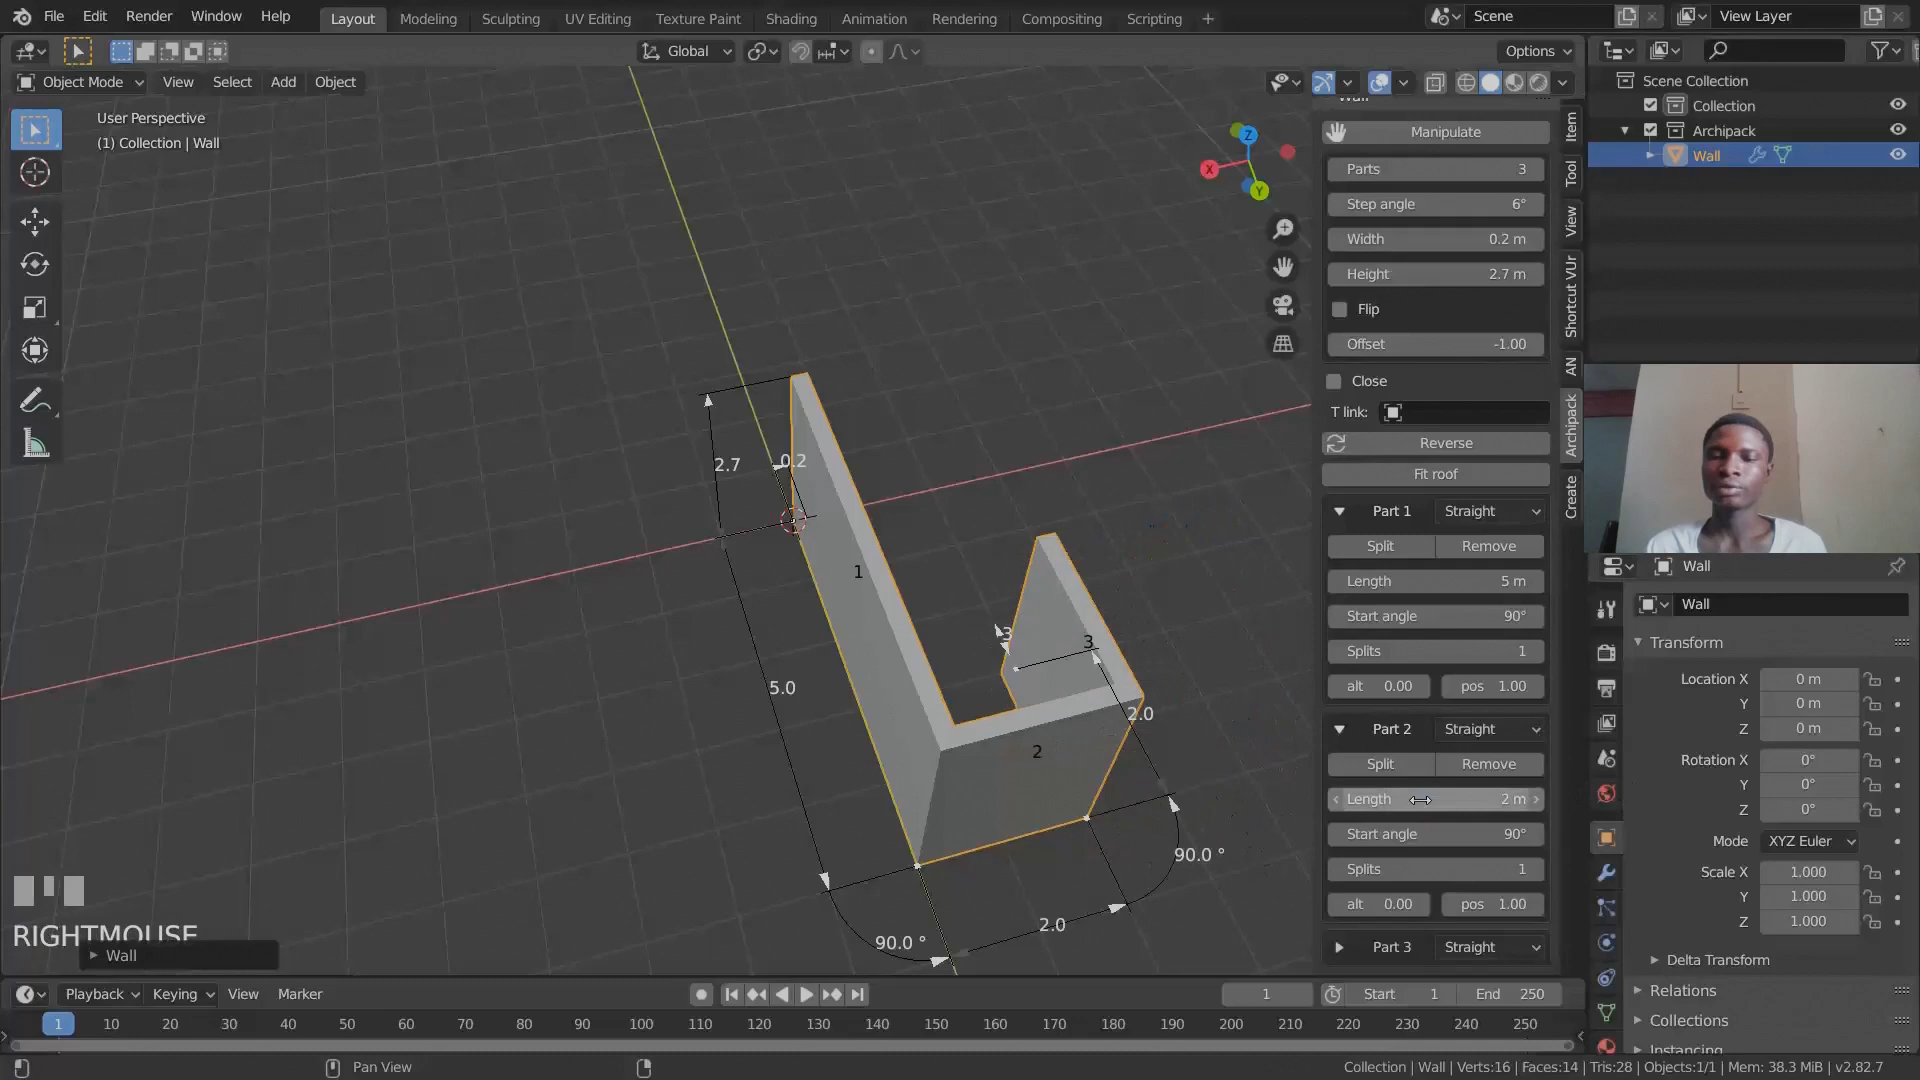 File Edit Render Window Help Layout Modeling Sculpting UV Editing Texture Paint Shading Animation Rendering Compositing Scripting + Scene View Layer
Global Options
Object Mode View Select Add Object
User Perspective
(1) Collection | Wall
Z
X
Y
2.7
0.2
1
5.0
3
3
2.0
2
90.0 °
2.0
90.0 °
RIGHTMOUSE
Wall
Manipulate
Parts 3
Step angle 6°
Width 0.2 m
Height 2.7 m
Flip
Offset -1.00
Close
T link:
Reverse
Fit roof
Part 1 Straight
Split Remove
Length 5 m
Start angle 90°
Splits 1
alt 0.00 pos 1.00
Part 2 Straight
Split Remove
Length 2 m
Start angle 90°
Splits 1
alt 0.00 pos 1.00
Part 3 Straight
Item
Tool
View
Shortcut VUr
AN
Archipack
Create
Scene Collection
Collection
Archipack
Wall
Wall
Wall
Transform
Location X 0 m
Y 0 m
Z 0 m
Rotation X 0°
Y 0°
Z 0°
Mode XYZ Euler
Scale X 1.000
Y 1.000
Z 1.000
Delta Transform
Relations
Collections
Instancing
Playback Keying View Marker 1 Start 1 End 250
1 10 20 30 40 50 60 70 80 90 100 110 120 130 140 150 160 170 180 190 200 210 220 230 240 250
Pan View
Collection | Wall | Verts:16 | Faces:14 | Tris:28 | Objects:1/1 | Mem: 38.3 MiB | v2.82.7